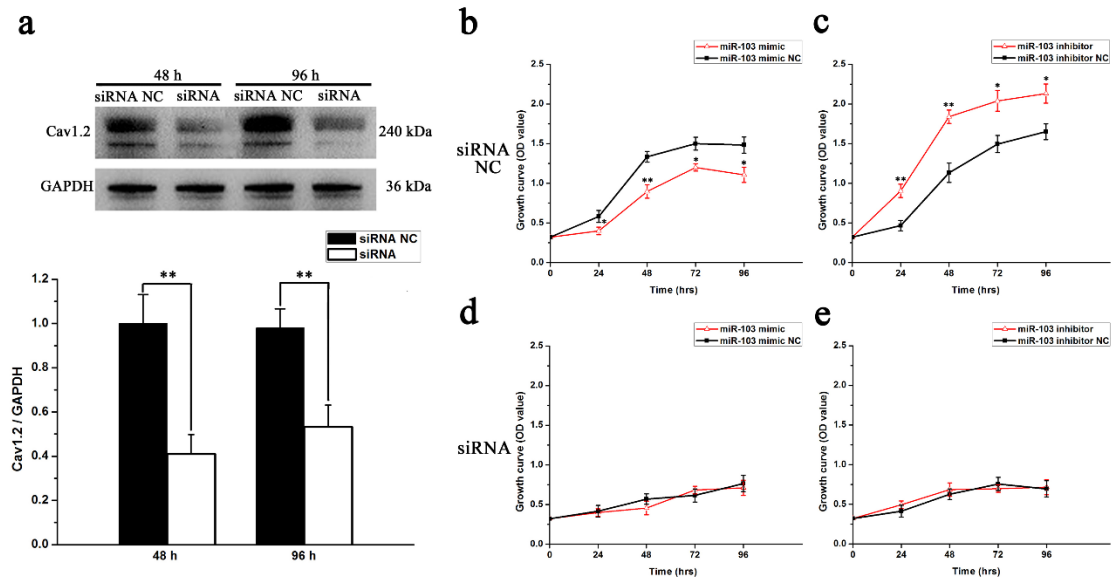 a
48 h 96 h
siRNA NC siRNA siRNA NC siRNA
Cav1.2 240 kDa
GAPDH 36 kDa
siRNA NC
siRNA
Cav1.2 / GAPDH
1.2
1.0
0.8
0.6
0.4
0.2
0.0
** **
48 h 96 h
siRNA
NC
b
miR-103 mimic
miR-103 mimic NC
Growth curve (OD value)
2.5
2.0
1.5
1.0
0.5
0.0
* ** * *
0 24 48 72 96
Time (hrs)
c
miR-103 inhibitor
miR-103 inhibitor NC
Growth curve (OD value)
2.5
2.0
1.5
1.0
0.5
0.0
** ** * *
0 24 48 72 96
Time (hrs)
siRNA
d
miR-103 mimic
miR-103 mimic NC
Growth curve (OD value)
2.5
2.0
1.5
1.0
0.5
0.0
0 24 48 72 96
Time (hrs)
e
miR-103 inhibitor
miR-103 inhibitor NC
Growth curve (OD value)
2.5
2.0
1.5
1.0
0.5
0.0
0 24 48 72 96
Time (hrs)